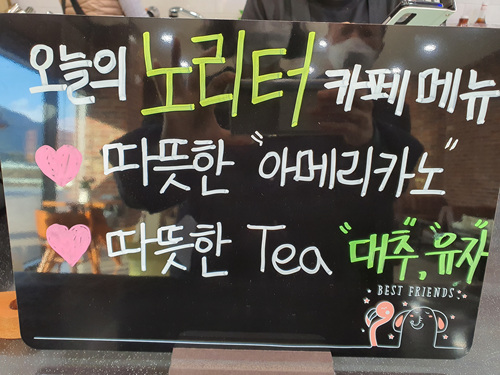 오늘의 노리터 카페 메뉴
따뜻한 "아메리카노"
따뜻한 Tea "대추", "유자"
BEST FRIENDS